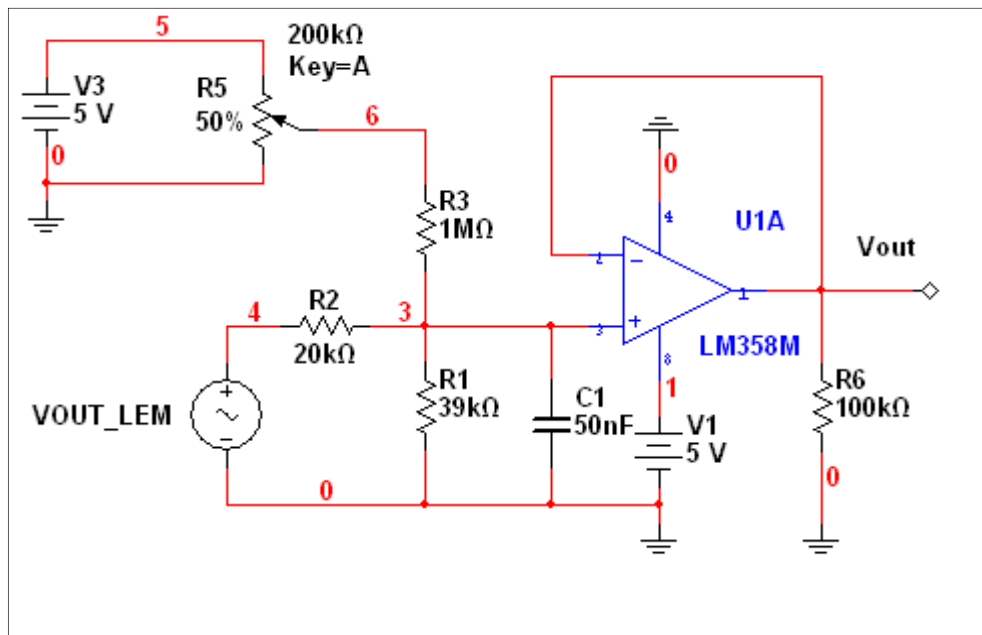 5
200kΩ
Key=A
V3
5 V
R5
50%
6
0
0
R3
1MΩ
4
U1A
Vout
2
1
4
R2
3
3
20kΩ
8
LM358M
VOUT_LEM
R1
39kΩ
C1
50nF
1
V1
5 V
R6
100kΩ
0
0